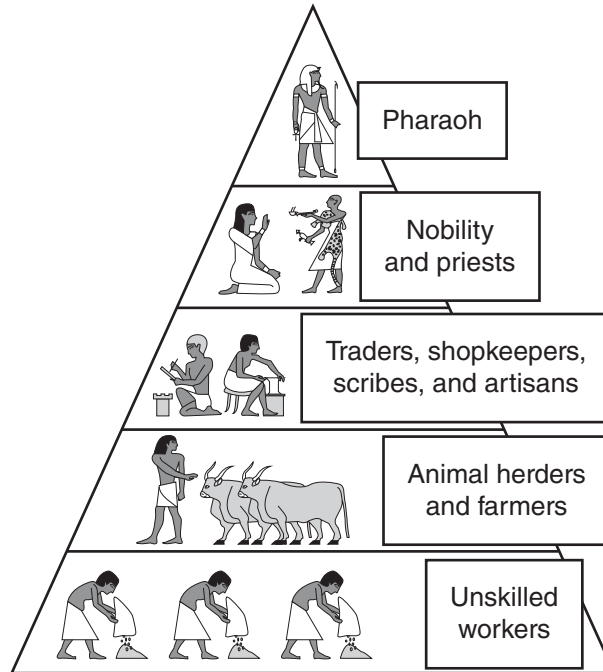 Pharaoh
Nobility
and priests
Traders, shopkeepers,
scribes, and artisans
Animal herders
and farmers
Unskilled
workers